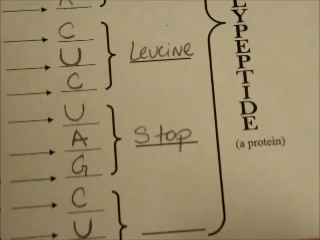 C
U Leucine
C
U
A Stop
G
C
U
LYPEPTIDE
(a protein)